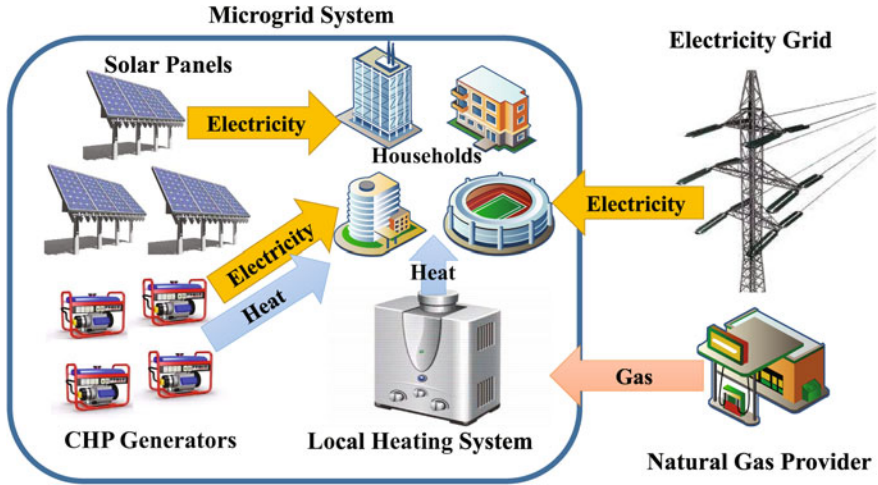 Microgrid System
Electricity Grid
Solar Panels
Electricity
Households
Electricity
Electricity
Heat
Heat
Gas
CHP Generators
Local Heating System
Natural Gas Provider